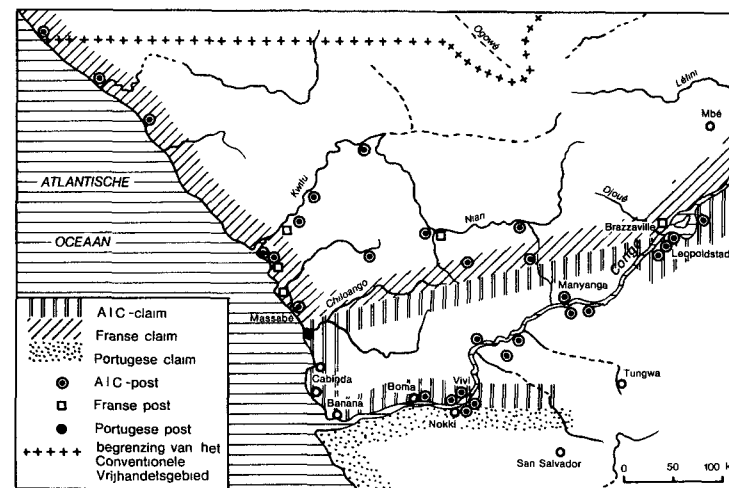 Ogowé
Léfini
Mbé
ATLANTISCHE
OCEAAN
Kwilu
Nian
Djoué
Brazzaville
Leopoldstad
Congo
Chiloango
Manyanga
Massabé
Cabinda
Banana
Boma
Vivi
Nokki
Tungwa
San Salvador
AIC-claim
Franse claim
Portugese claim
AIC-post
Franse post
Portugese post
begrenzing van het
Conventionele
Vrijhandelsgebied
0 50 100 k